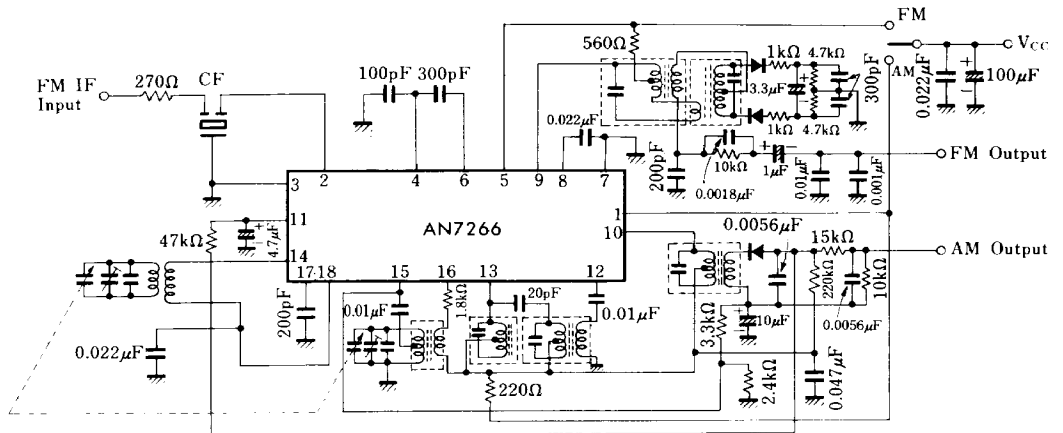 FM
560Ω
1kΩ
4.7kΩ
V_CC
AM
270Ω
CF
100pF
300pF
FM IF
Input
3.3μF
300pF
0.022μF
100μF
0.022μF
1kΩ
4.7kΩ
200pF
10kΩ
1μF
0.0018μF
0.01μF
0.001μF
FM Output
3
2
4
6
5
9
8
7
11
1
10
AN7266
47kΩ
4.7μF
14
0.0056μF
15kΩ
AM Output
17
18
15
16
13
12
220kΩ
10kΩ
200pF
0.01μF
1.8kΩ
20pF
0.01μF
3.3kΩ
10μF
0.0056μF
0.022μF
220Ω
2.4kΩ
0.047μF